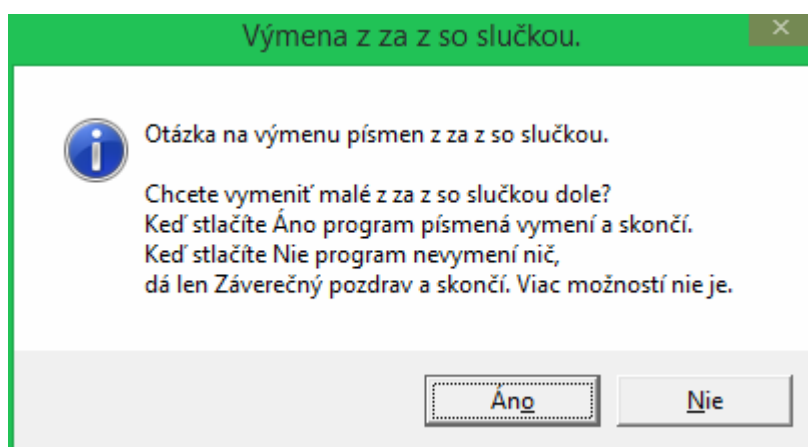 Výmena z za z so slučkou.
Otázka na výmenu písmen z za z so slučkou.
Chcete vymeniť malé z za z so slučkou dole?
Keď stlačíte Áno program písmená vymení a skončí.
Keď stlačíte Nie program nevymení nič,
dá len Záverečný pozdrav a skončí. Viac možností nie je.
Áno
Nie